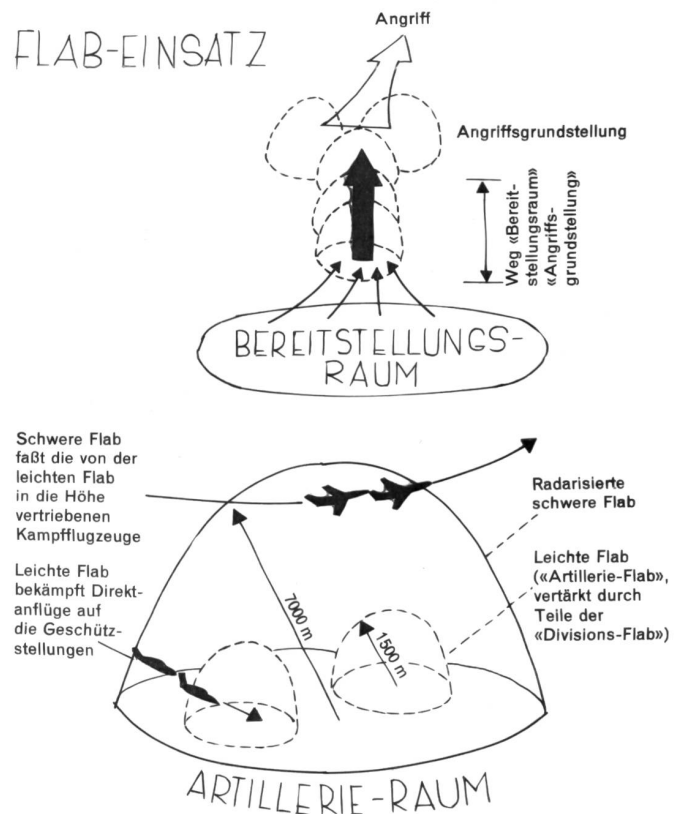 FLAB-EINSATZ
Angriff
Angriffsgrundstellung
Weg «Bereit-
stellungsraum»
«Angriffs-
grundstellung»
BEREITSTELLUNGS-
RAUM
Schwere Flab
faßt die von der
leichten Flab
in die Höhe
vertriebenen
Kampfflugzeuge
Leichte Flab
bekämpft Direkt-
anflüge auf
die Geschütz-
stellungen
7000 m
1500 m
Radarisierte
schwere Flab
Leichte Flab
(«Artillerie-Flab»,
vertärkt durch
Teile der
«Divisions-Flab»)
ARTILLERIE-RAUM